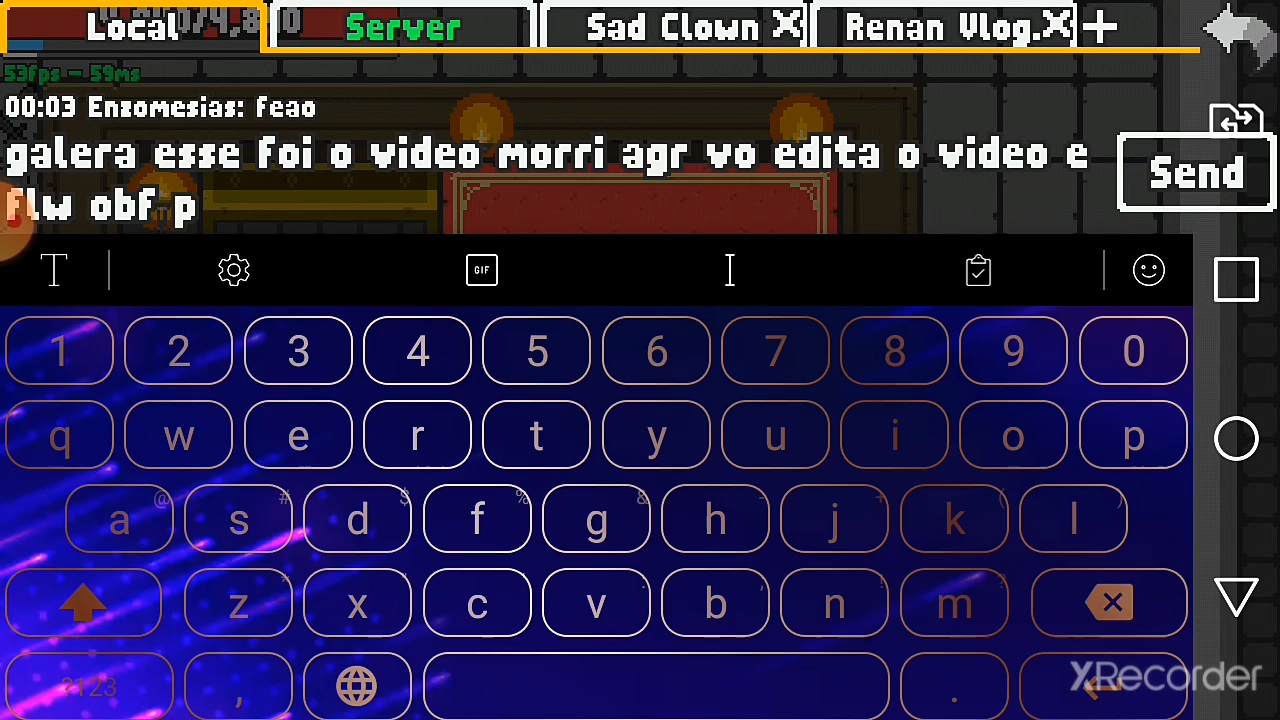 Local
Server
Sad Clown X
Renan Vlog.X
+
53fps - 59ms
00:03 Enzomesias: feao
galera esse foi o video morri agr vo edita o video e
flw obf p
Send
T
GIF
1 2 3 4 5 6 7 8 9 0
q w e r t y u i o p
@ # $ % & - + ( )
a s d f g h j k l
* " ' : ! ?
z x c v b n m
?123 , .
XRecorder